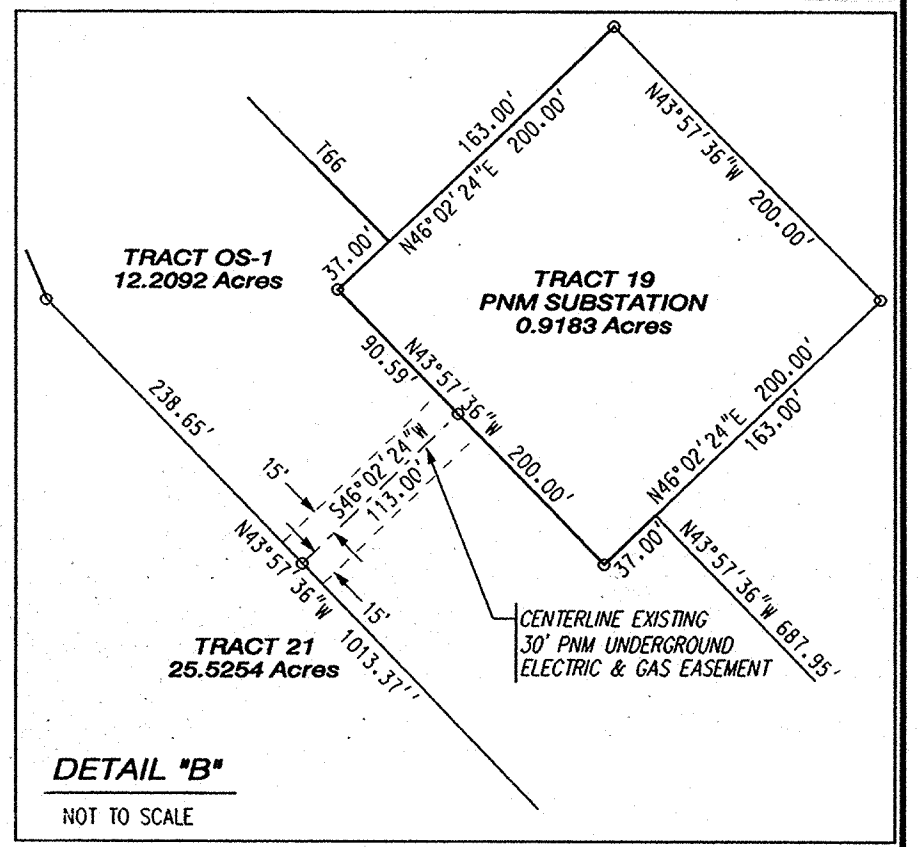 163.00'
N46°02'24"E 200.00'
N43°57'36"W 200.00'
T66
37.00'
TRACT OS-1
12.2092 Acres
TRACT 19
PNM SUBSTATION
0.9183 Acres
90.59'
N43°57'36"W 200.00'
N46°02'24"E 200.00'
163.00'
238.65'
15'
S46°02'24"W
113.00'
37.00'
N43°57'36"W 687.95'
N43°57'36"W 1013.37''
15'
CENTERLINE EXISTING
30' PNM UNDERGROUND
ELECTRIC & GAS EASEMENT
TRACT 21
25.5254 Acres
DETAIL "B"
NOT TO SCALE